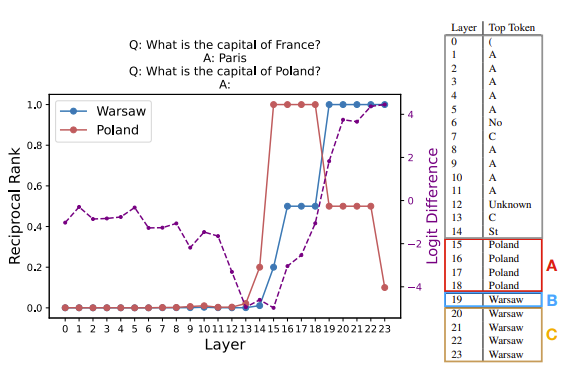 Q: What is the capital of France?
A: Paris
Q: What is the capital of Poland?
A:
Warsaw
Poland
Reciprocal Rank
1.0
0.8
0.6
0.4
0.2
0.0
4
2
0
−2
−4
Logit Difference
0 1 2 3 4 5 6 7 8 9 10 11 12 13 14 15 16 17 18 19 20 21 22 23
Layer
Layer Top Token
0 (
1 A
2 A
3 A
4 A
5 A
6 No
7 C
8 A
9 A
10 A
11 A
12 Unknown
13 C
14 St
15 Poland
16 Poland
17 Poland
18 Poland
A
19 Warsaw
B
20 Warsaw
21 Warsaw
22 Warsaw
23 Warsaw
C